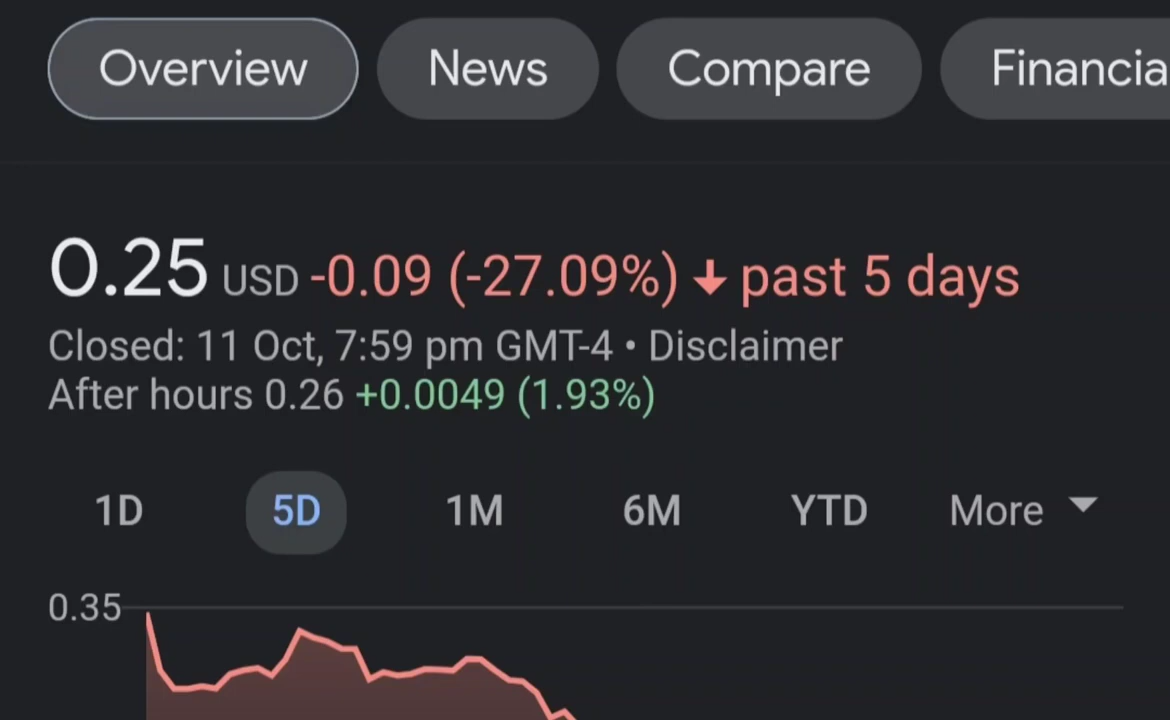 Overview News Compare Financia
0.25 USD -0.09 (-27.09%) ↓ past 5 days
Closed: 11 Oct, 7:59 pm GMT-4 • Disclaimer
After hours 0.26 +0.0049 (1.93%)
1D 5D 1M 6M YTD More
0.35